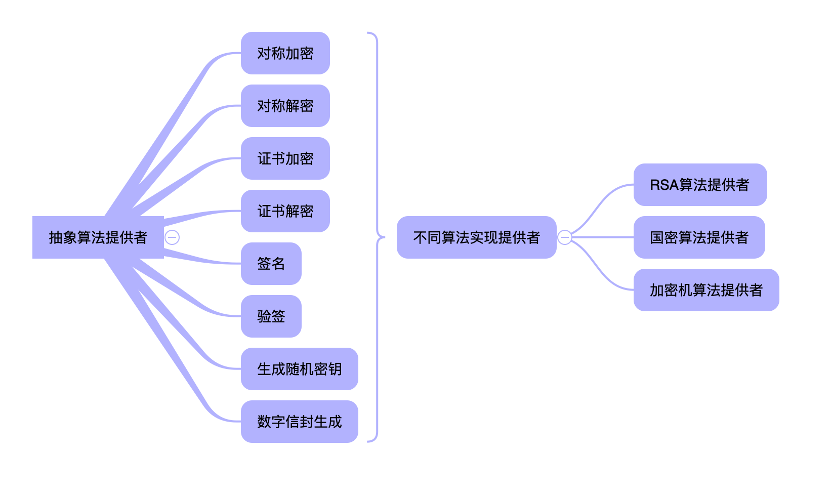 抽象算法提供者
对称加密
对称解密
证书加密
证书解密
签名
验签
生成随机密钥
数字信封生成
不同算法实现提供者
RSA算法提供者
国密算法提供者
加密机算法提供者